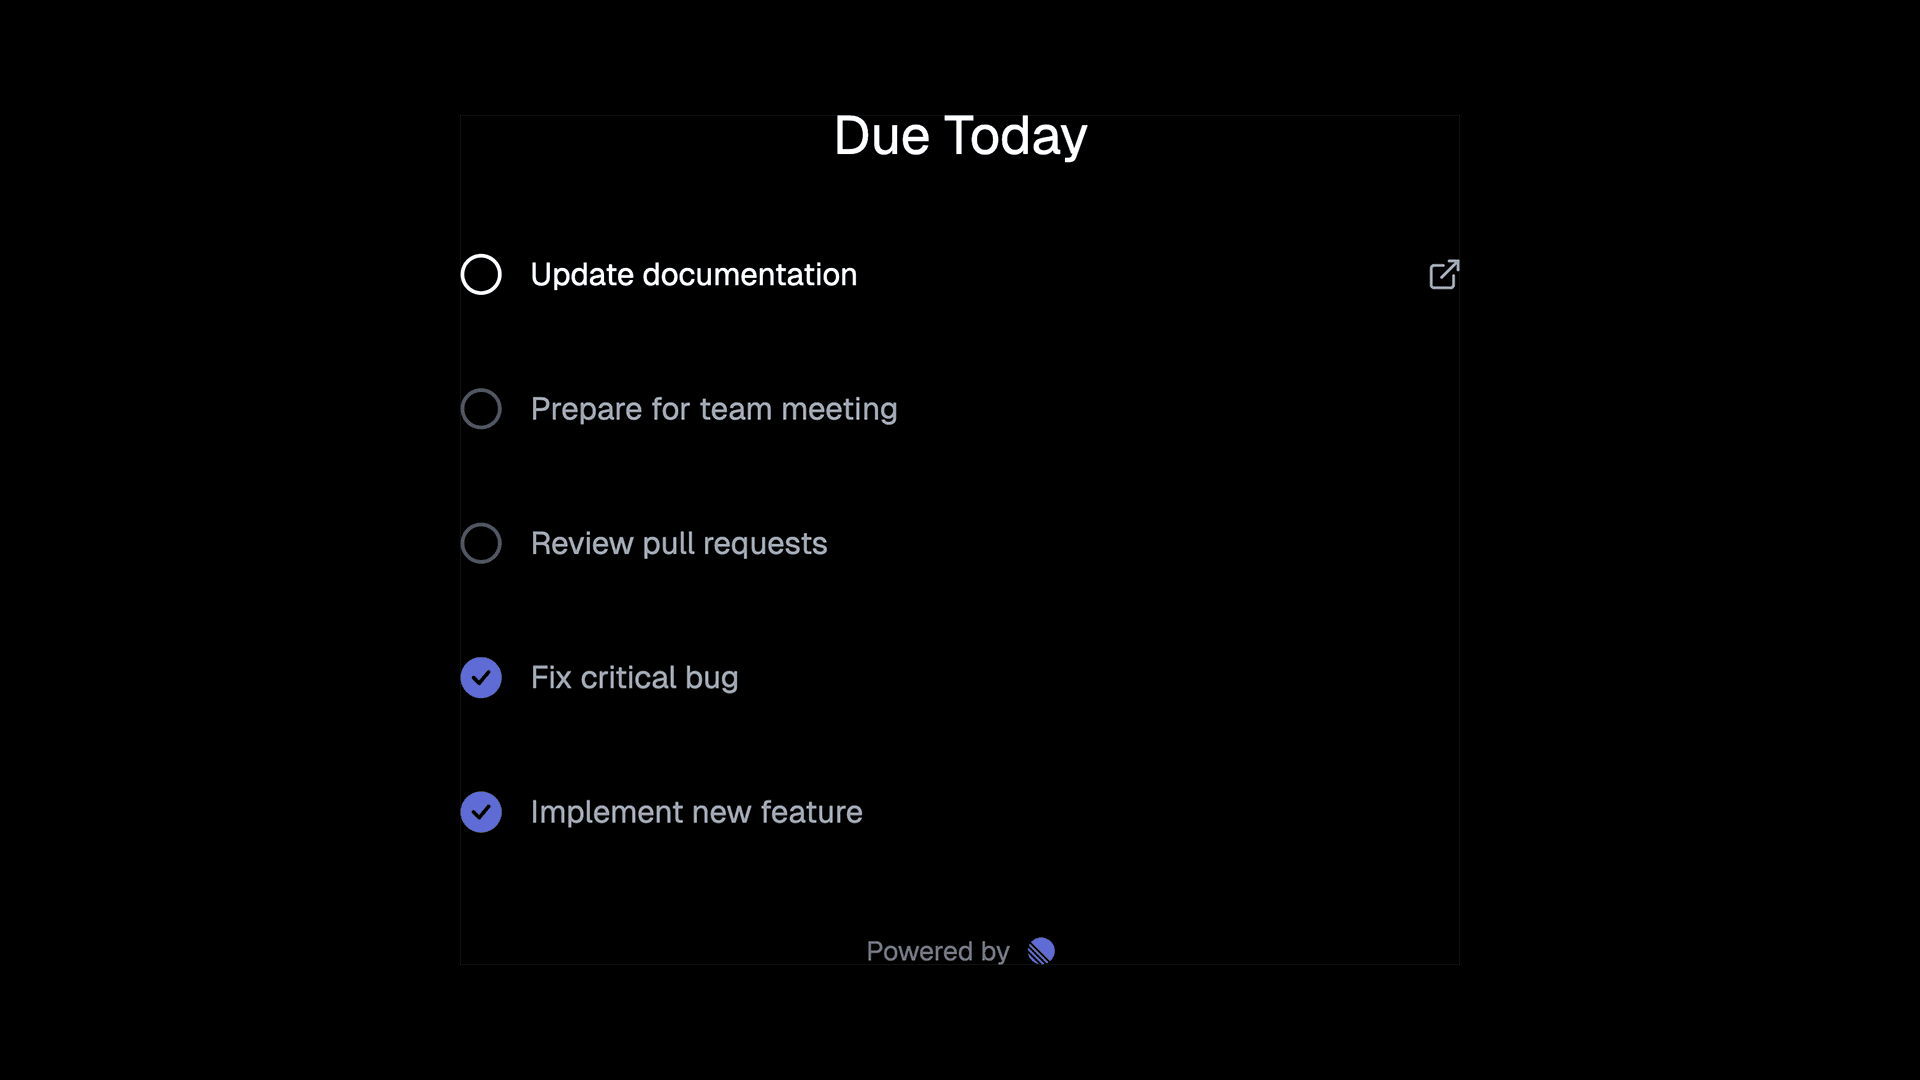 Due Today
Update documentation
Prepare for team meeting
Review pull requests
Fix critical bug
Implement new feature
Powered by